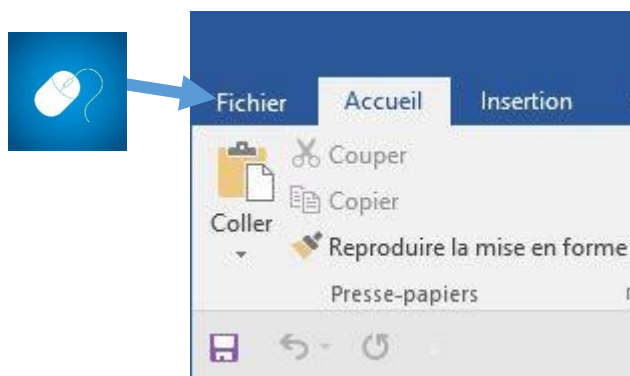 Fichier Accueil Insertion
Couper
Copier
Coller
Reproduire la mise en forme
Presse-papiers